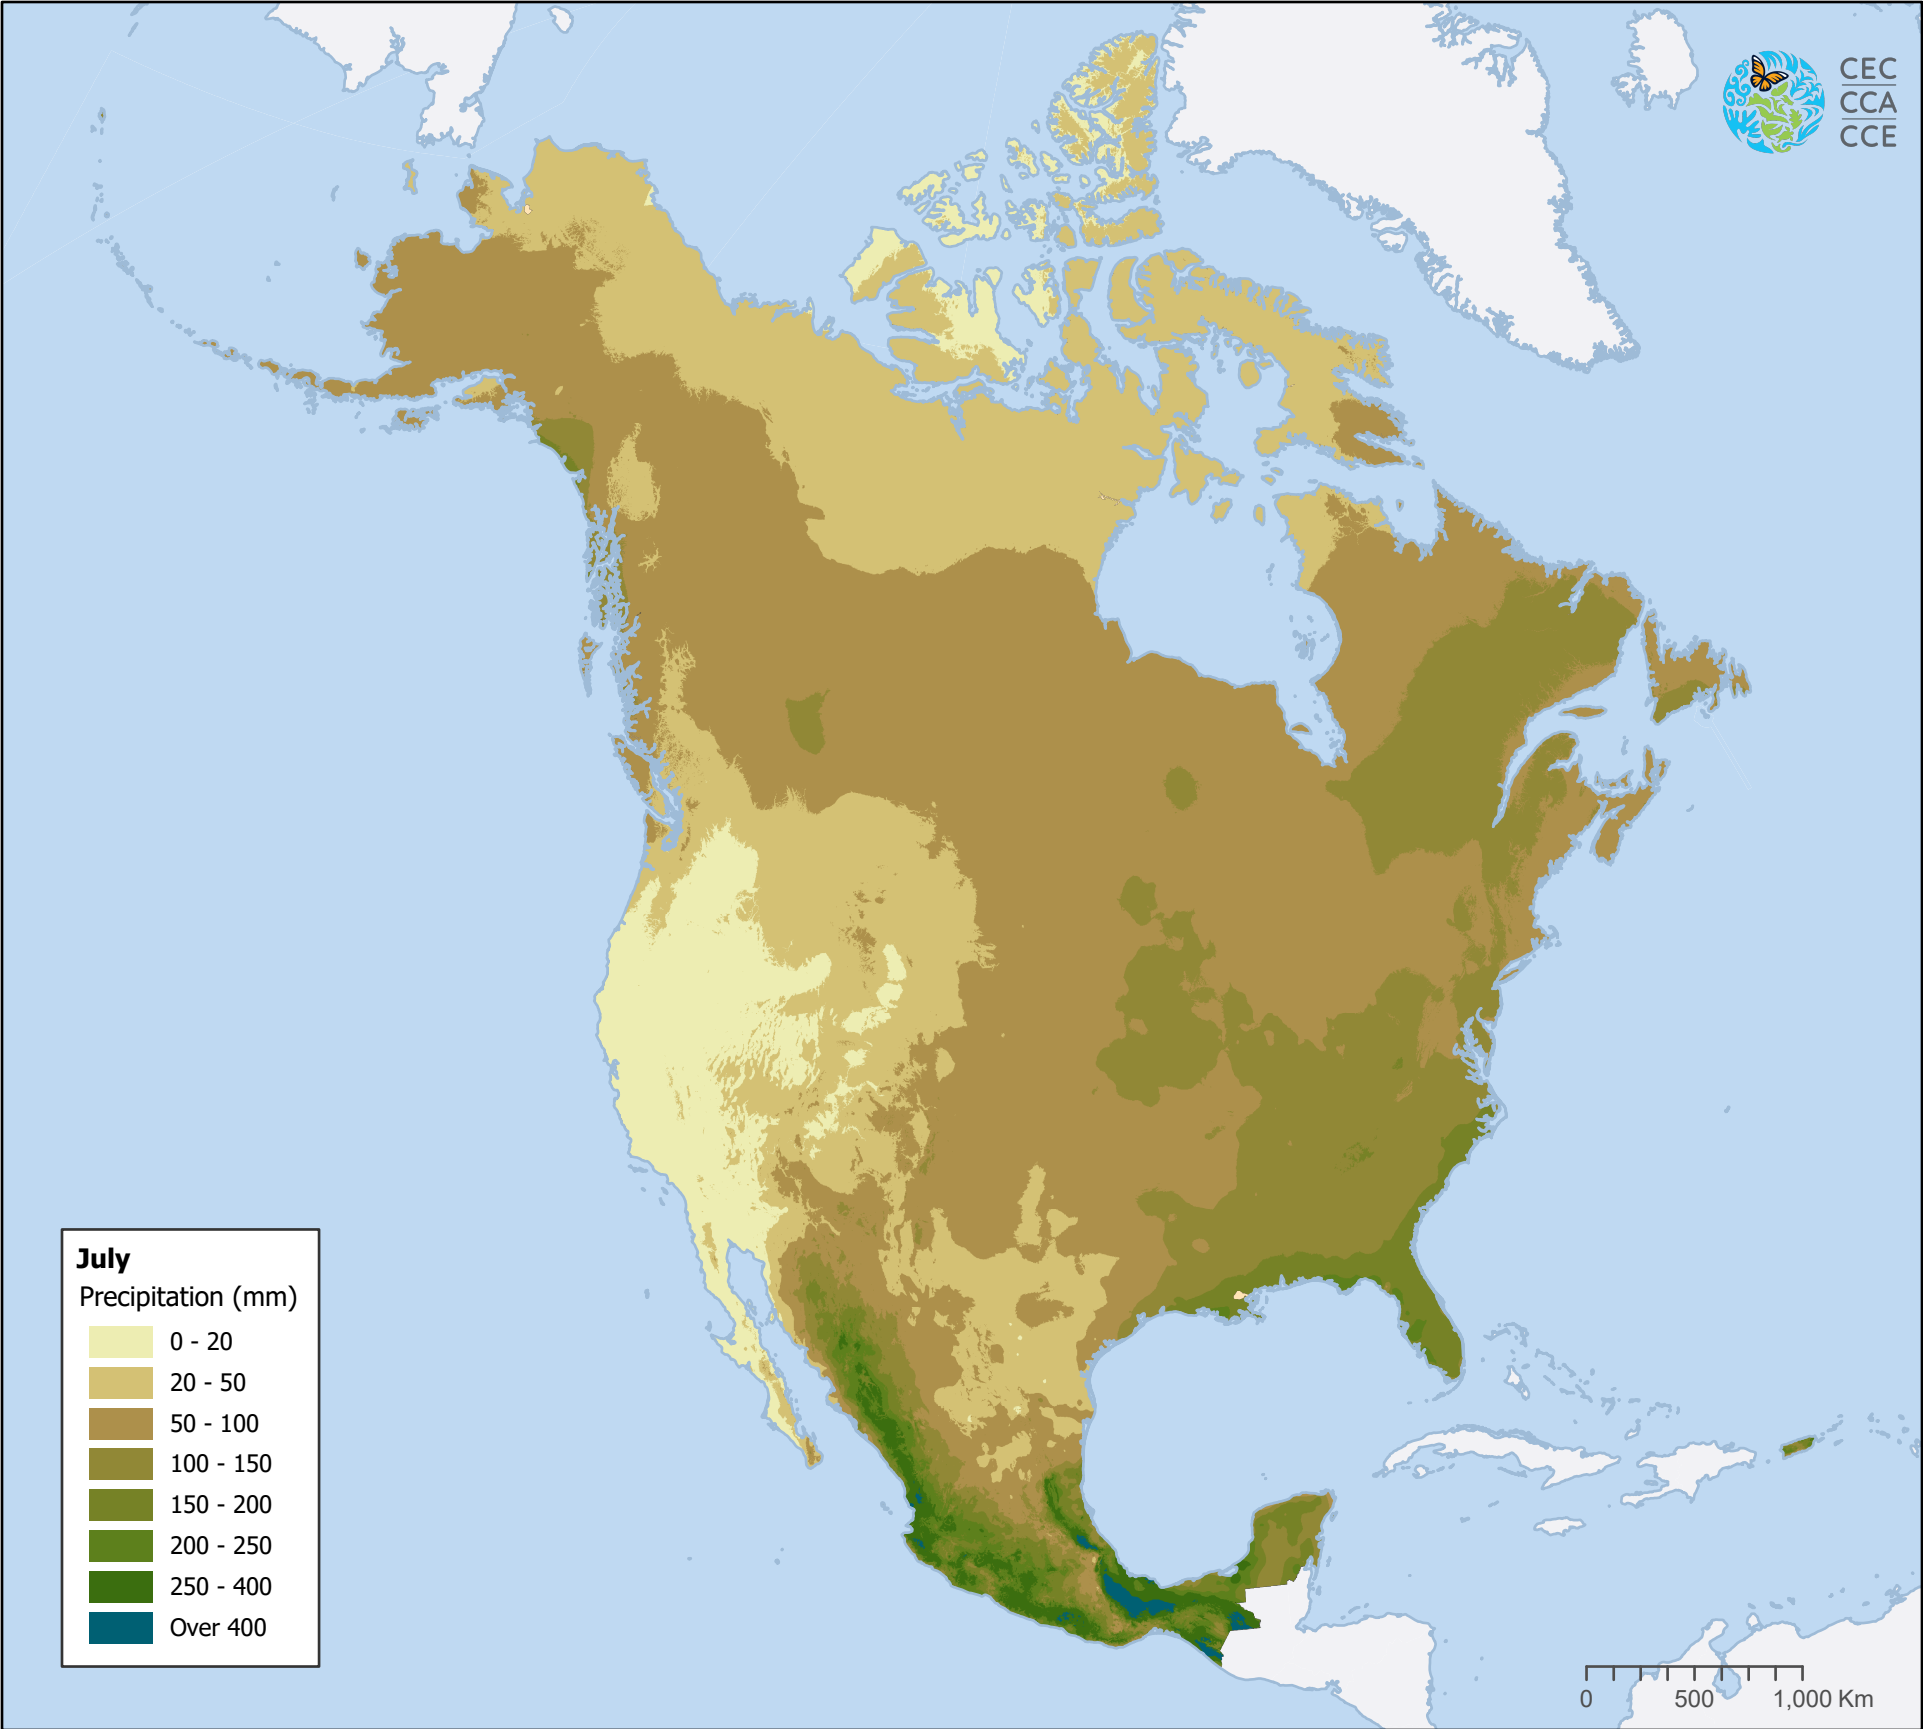 CEC
CCA
CCE
July
Precipitation (mm)
0 - 20
20 - 50
50 - 100
100 - 150
150 - 200
200 - 250
250 - 400
Over 400
0 500 1,000 Km